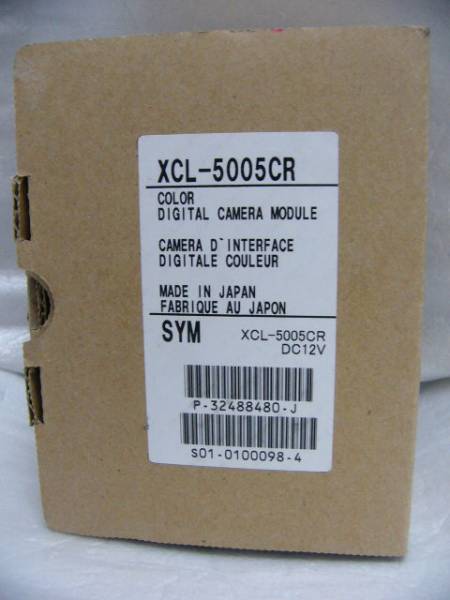 XCL-5005CR
COLOR
DIGITAL CAMERA MODULE
CAMERA D`INTERFACE
DIGITALE COULEUR
MADE IN JAPAN
FABRIQUE AU JAPON
SYM XCL-5005CR
DC12V
P-32488480-J
S01-0100098-4